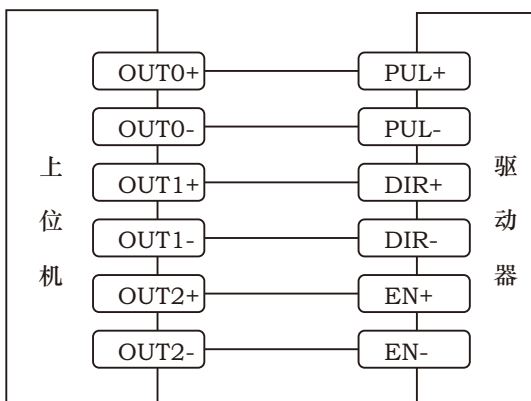 OUT0+ PUL+
OUT0- PUL-
OUT1+ DIR+
OUT1- DIR-
OUT2+ EN+
OUT2- EN-
上位机
驱动器